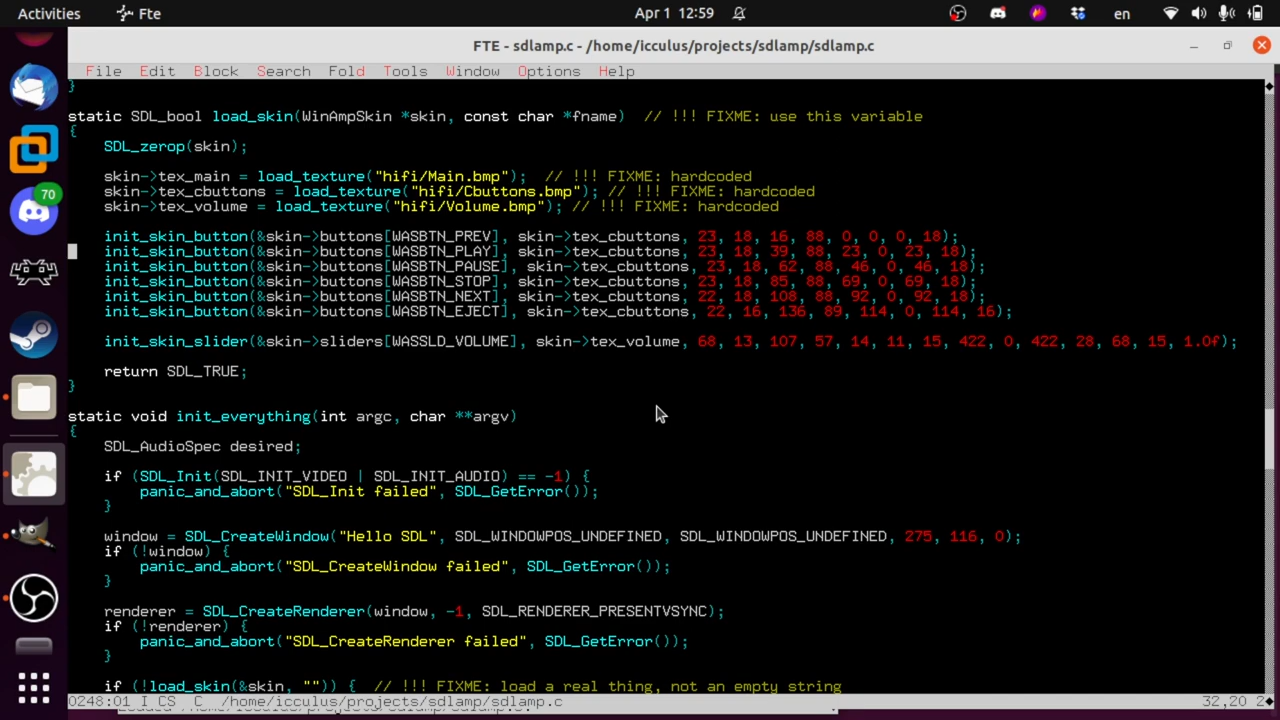 Activities
Fte
Apr 1 12:59
en
FTE - sdlamp.c - /home/icculus/projects/sdlamp/sdlamp.c
File Edit Block Search Fold Tools Window Options Help
}
static SDL_bool load_skin(WinAmpSkin *skin, const char *fname) // !!! FIXME: use this variable
{
SDL_zerop(skin);
skin->tex_main = load_texture("hifi/Main.bmp"); // !!! FIXME: hardcoded
skin->tex_cbuttons = load_texture("hifi/Cbuttons.bmp"); // !!! FIXME: hardcoded
skin->tex_volume = load_texture("hifi/Volume.bmp"); // !!! FIXME: hardcoded
init_skin_button(&skin->buttons[WASBTN_PREV], skin->tex_cbuttons, 23, 18, 16, 88, 0, 0, 0, 18);
init_skin_button(&skin->buttons[WASBTN_PLAY], skin->tex_cbuttons, 23, 18, 39, 88, 23, 0, 23, 18);
init_skin_button(&skin->buttons[WASBTN_PAUSE], skin->tex_cbuttons, 23, 18, 62, 88, 46, 0, 46, 18);
init_skin_button(&skin->buttons[WASBTN_STOP], skin->tex_cbuttons, 23, 18, 85, 88, 69, 0, 69, 18);
init_skin_button(&skin->buttons[WASBTN_NEXT], skin->tex_cbuttons, 22, 18, 108, 88, 92, 0, 92, 18);
init_skin_button(&skin->buttons[WASBTN_EJECT], skin->tex_cbuttons, 22, 16, 136, 89, 114, 0, 114, 16);
init_skin_slider(&skin->sliders[WASSLD_VOLUME], skin->tex_volume, 68, 13, 107, 57, 14, 11, 15, 422, 0, 422, 28, 68, 15, 1.0f);
return SDL_TRUE;
}
static void init_everything(int argc, char **argv)
{
SDL_AudioSpec desired;
if (SDL_Init(SDL_INIT_VIDEO | SDL_INIT_AUDIO) == -1) {
panic_and_abort("SDL_Init failed", SDL_GetError());
}
window = SDL_CreateWindow("Hello SDL", SDL_WINDOWPOS_UNDEFINED, SDL_WINDOWPOS_UNDEFINED, 275, 116, 0);
if (!window) {
panic_and_abort("SDL_CreateWindow failed", SDL_GetError());
}
renderer = SDL_CreateRenderer(window, -1, SDL_RENDERER_PRESENTVSYNC);
if (!renderer) {
panic_and_abort("SDL_CreateRenderer failed", SDL_GetError());
}
if (!load_skin(&skin, "")) { // !!! FIXME: load a real thing, not an empty string
0248:01 I CS C /home/icculus/projects/sdlamp/sdlamp.c
32,20 2
70